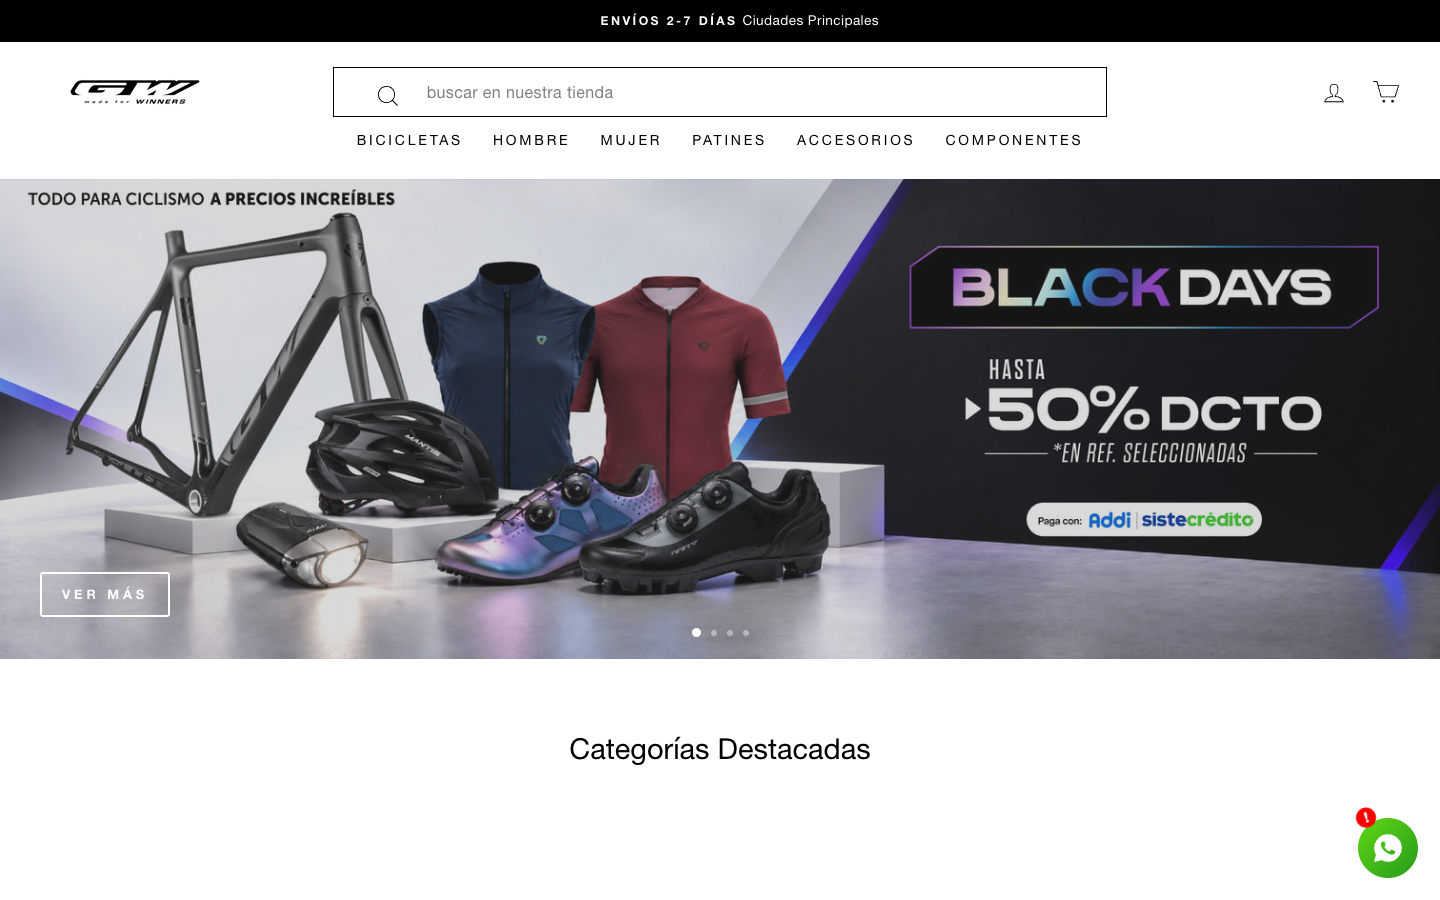 ENVÍOS 2-7 DÍAS Ciudades Principales
GTW
made for WINNERS
buscar en nuestra tienda
BICICLETAS HOMBRE MUJER PATINES ACCESORIOS COMPONENTES
TODO PARA CICLISMO A PRECIOS INCREÍBLES
BLACK DAYS
HASTA
50% DCTO
*EN REF. SELECCIONADAS
Paga con: Addi sistecrédito
GTW
MANTIS
VER MÁS
Categorías Destacadas